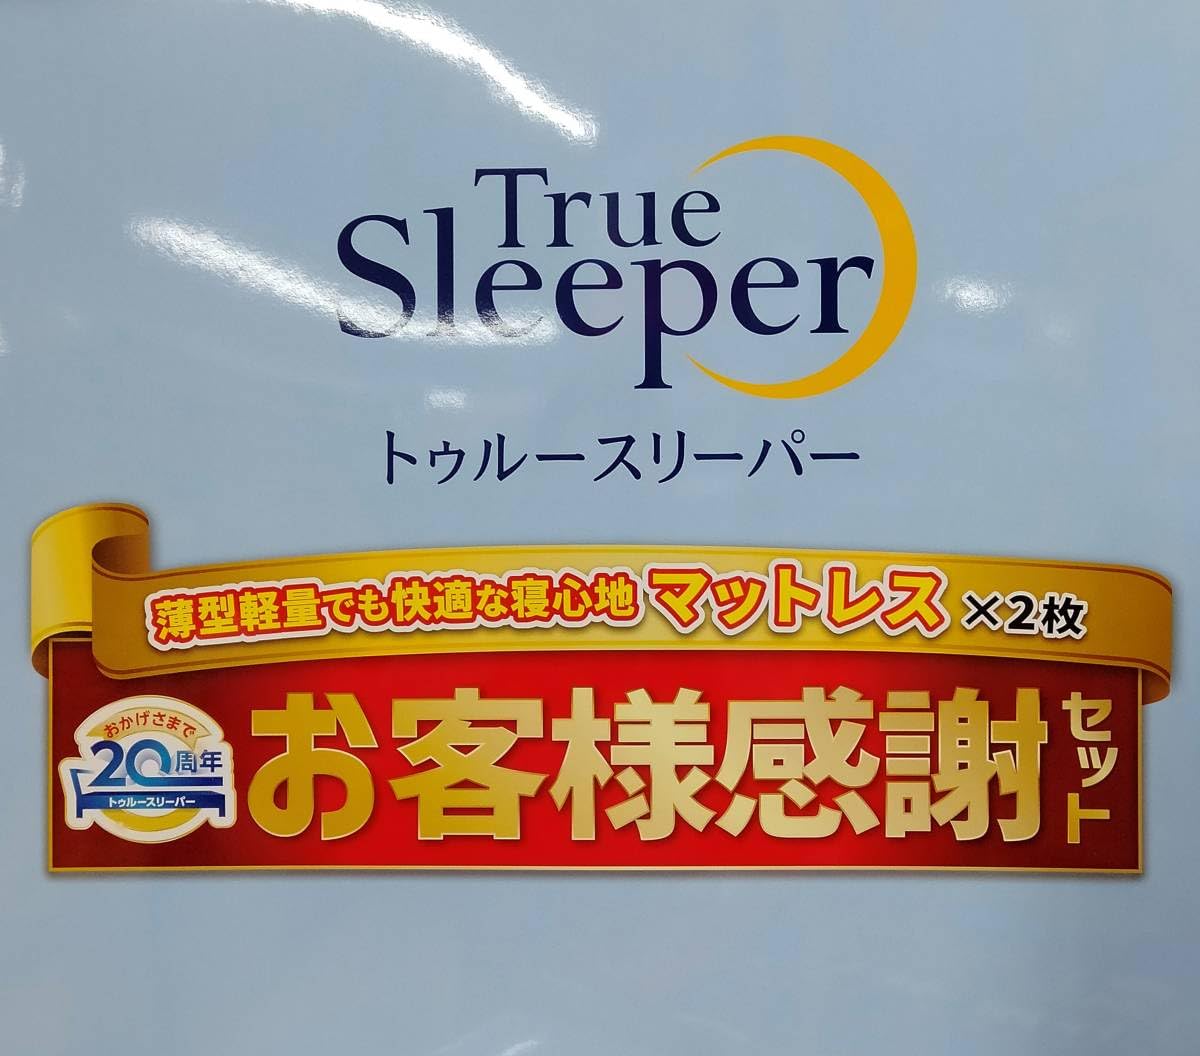 True
Sleeper
トゥルースリーパー
薄型軽量でも快適な寝心地 マットレス ×2枚
おかげさまで
20周年
トゥルースリーパー
お客様感謝
セット